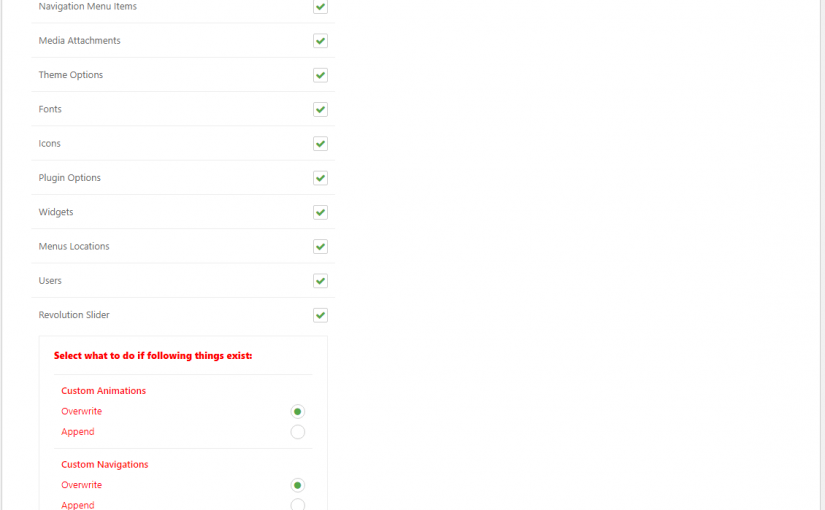 Navigation Menu Items
Media Attachments
Theme Options
Fonts
Icons
Plugin Options
Widgets
Menus Locations
Users
Revolution Slider
Select what to do if following things exist:
Custom Animations
Overwrite
Append
Custom Navigations
Overwrite
Append